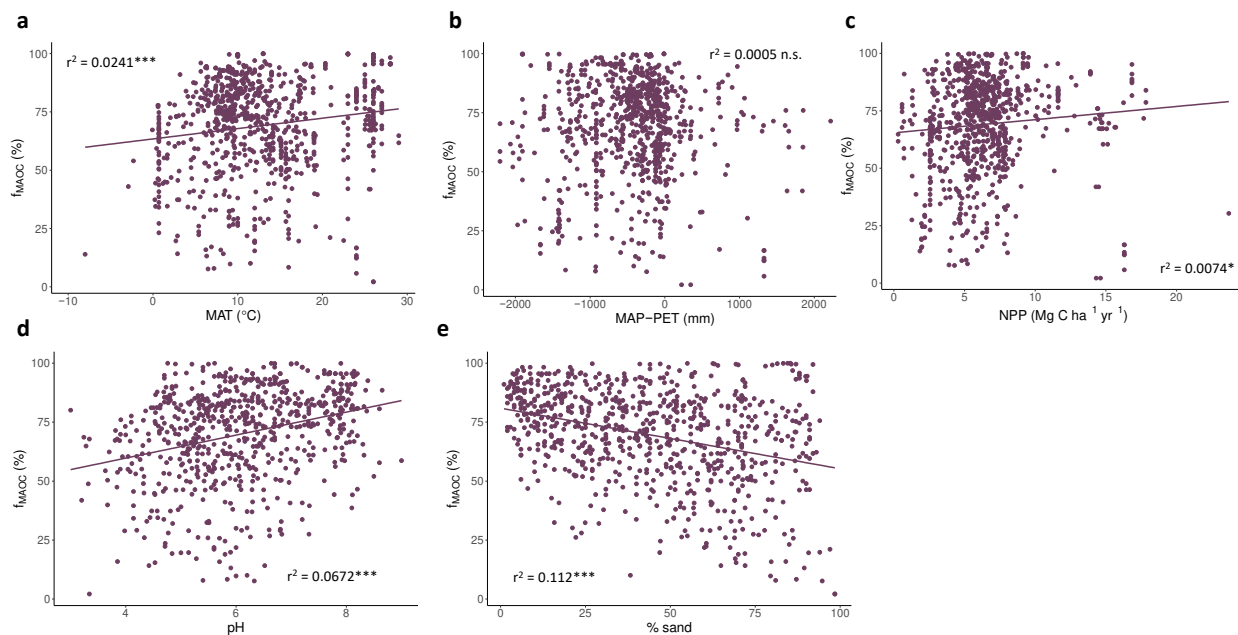 a
r² = 0.0241***
100
75
50
25
0
f_MAOC (%)
−10
0
10
20
30
MAT (°C)
b
r² = 0.0005 n.s.
100
75
50
25
0
f_MAOC (%)
−2000
−1000
0
1000
2000
MAP−PET (mm)
c
100
75
50
25
0
f_MAOC (%)
r² = 0.0074*
0
5
10
15
20
NPP (Mg C ha ¹ yr ¹)
d
100
75
50
25
0
f_MAOC (%)
r² = 0.0672***
4
6
8
pH
e
100
75
50
25
0
f_MAOC (%)
r² = 0.112***
0
25
50
75
100
% sand